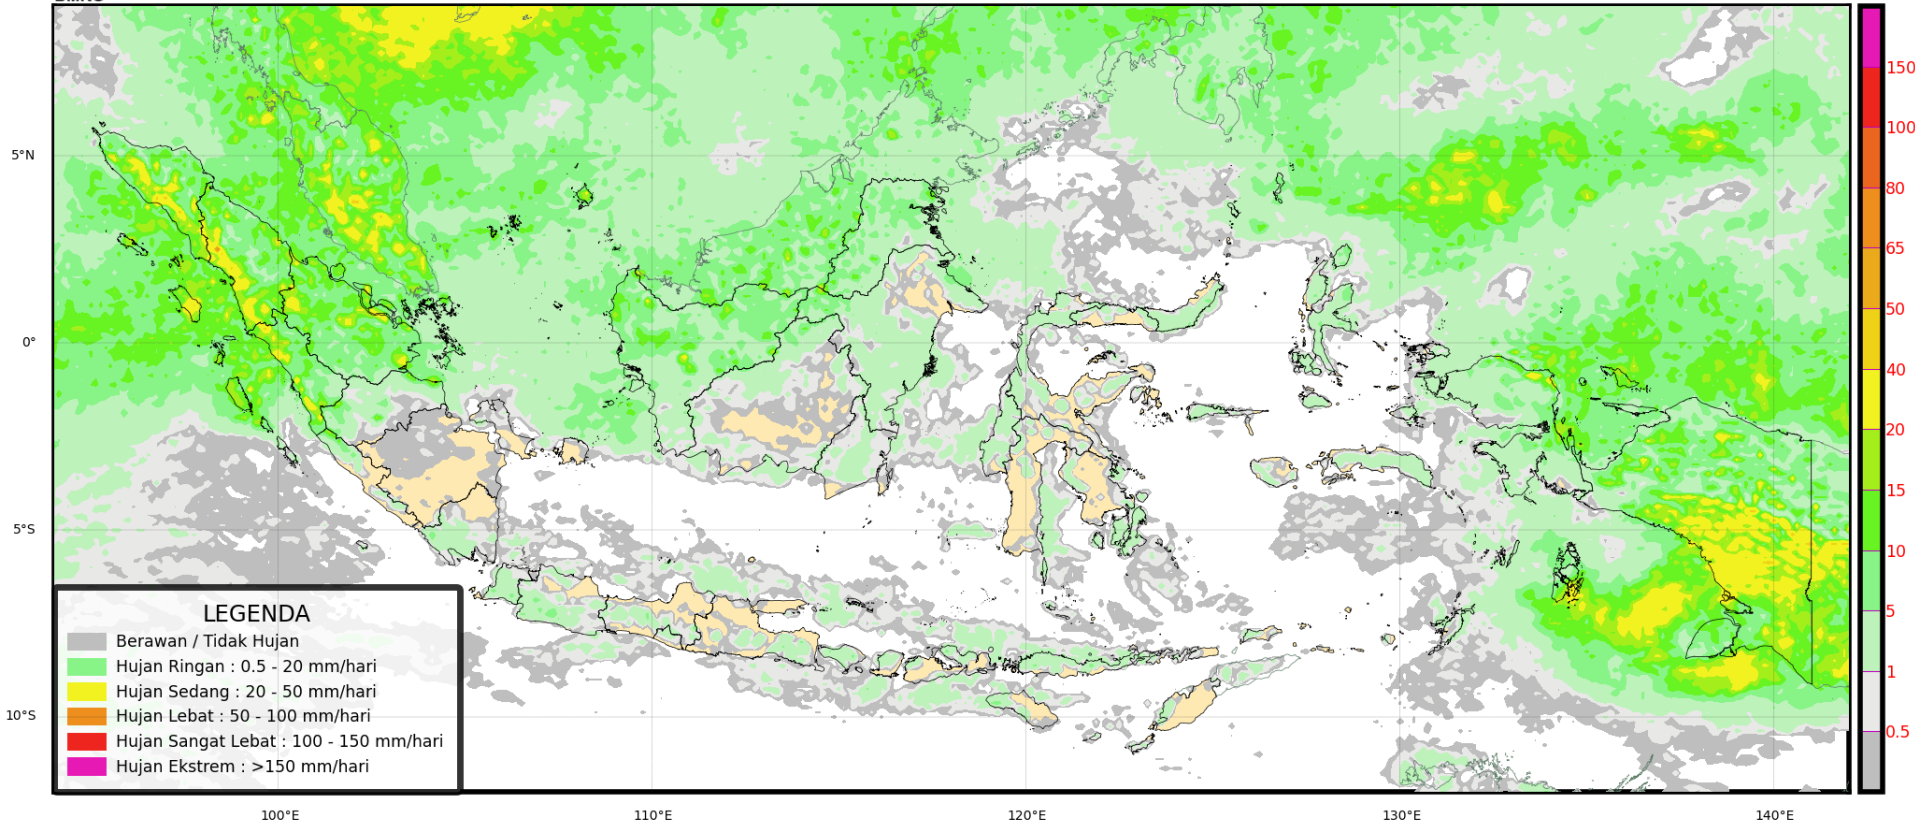 5°N
0°
5°S
10°S
LEGENDA
Berawan / Tidak Hujan
Hujan Ringan : 0.5 - 20 mm/hari
Hujan Sedang : 20 - 50 mm/hari
Hujan Lebat : 50 - 100 mm/hari
Hujan Sangat Lebat : 100 - 150 mm/hari
Hujan Ekstrem : >150 mm/hari
100°E
110°E
120°E
130°E
140°E
150
100
80
65
50
40
20
15
10
5
1
0.5